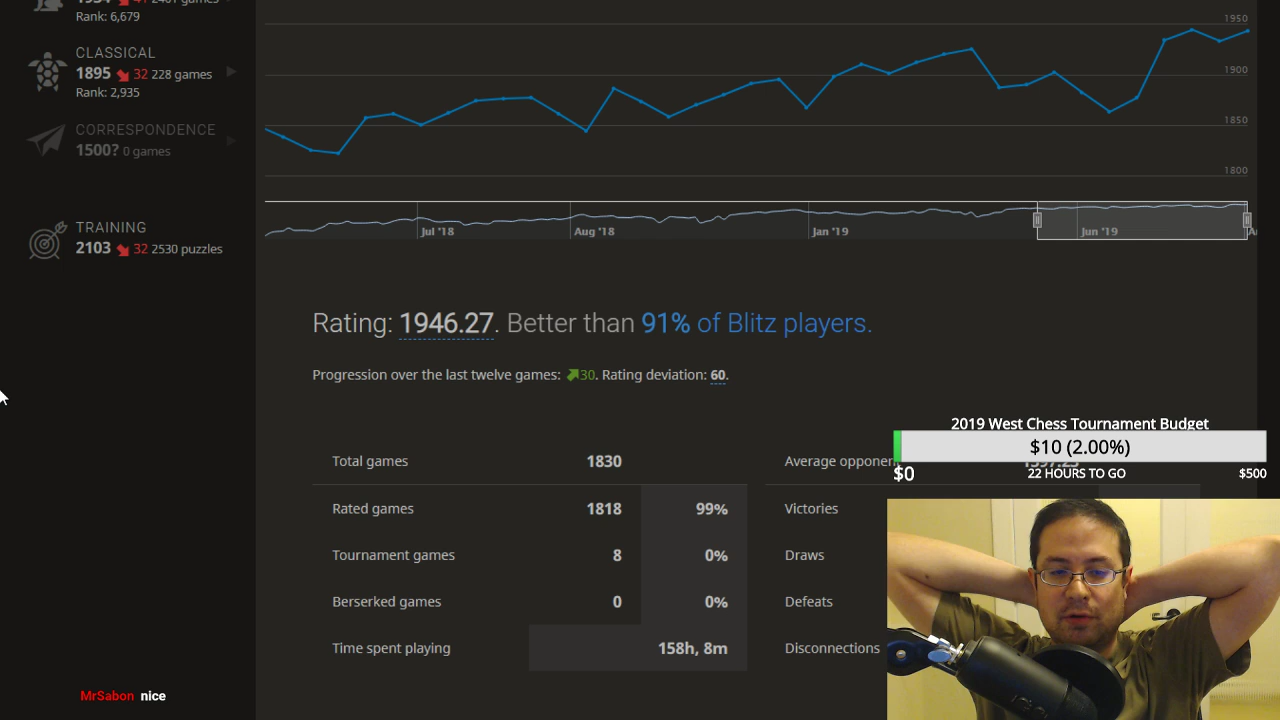 Rank: 6,679
CLASSICAL
1895 32 228 games
Rank: 2,935
CORRESPONDENCE
1500? 0 games
TRAINING
2103 32 2530 puzzles
1950
1900
1850
1800
Jul '18
Aug '18
Jan '19
Jun '19
Rating: 1946.27. Better than 91% of Blitz players.
Progression over the last twelve games: 30. Rating deviation: 60.
Total games 1830
Rated games 1818 99%
Tournament games 8 0%
Berserked games 0 0%
Time spent playing 158h, 8m
Average opponen
Victories
Draws
Defeats
Disconnections
2019 West Chess Tournament Budget
$10 (2.00%)
$0 22 HOURS TO GO $500
MrSabon nice